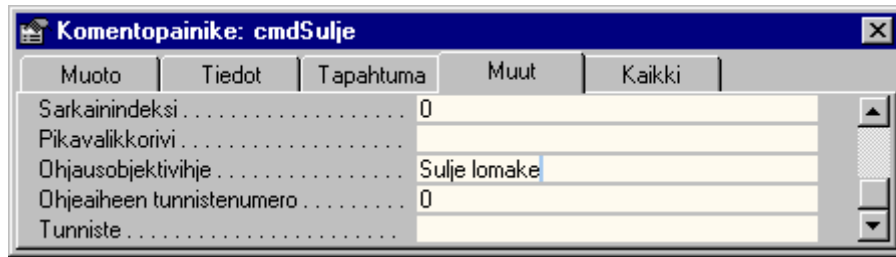 Komentopainike: cmdSulje
Muoto Tiedot Tapahtuma Muut Kaikki
Sarkainindeksi . . . . . . . . . . . . . . . . . . . 0
Pikavalikkorivi . . . . . . . . . . . . . . . . . . .
Ohjausobjektivihje . . . . . . . . . . . . . . . . Sulje lomake
Ohjeaiheen tunnistenumero . . . . . . . . 0
Tunniste . . . . . . . . . . . . . . . . . . . . . . .